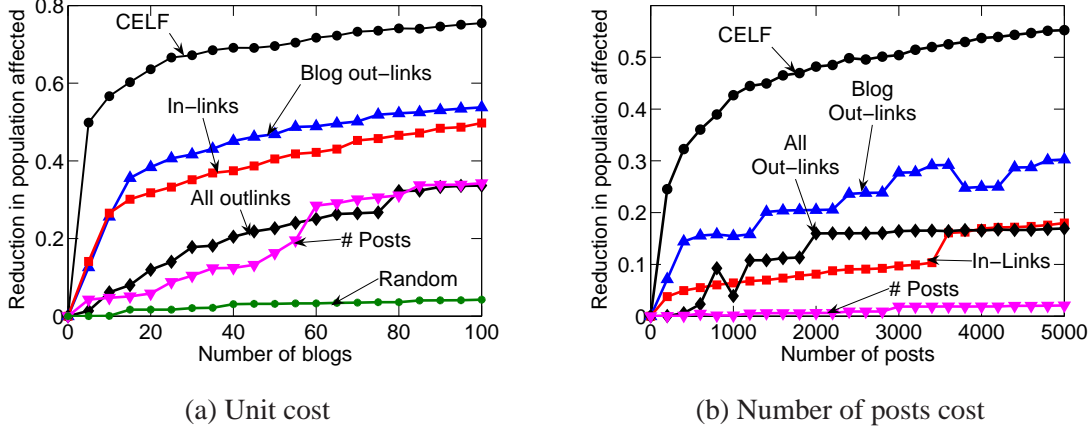 Reduction in population affected
0.8
0.6
0.4
0.2
0
0
20
40
60
80
100
Number of blogs
CELF
Blog out-links
In-links
All outlinks
# Posts
Random
(a) Unit cost
Reduction in population affected
0.5
0.4
0.3
0.2
0.1
0
0
1000
2000
3000
4000
5000
Number of posts
CELF
Blog
Out-links
All
Out-links
In-Links
# Posts
(b) Number of posts cost